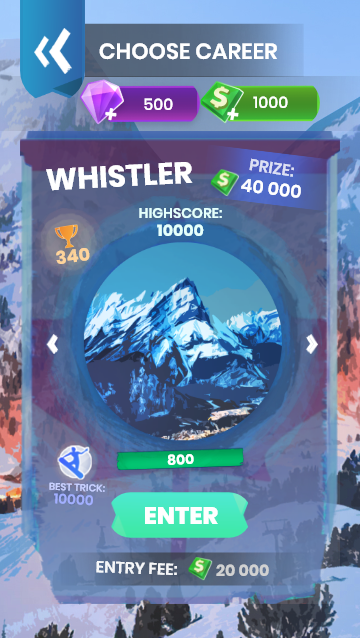 CHOOSE CAREER
500
1000
WHISTLER
PRIZE:
40 000
HIGHSCORE:
10000
340
800
BEST TRICK:
10000
ENTER
ENTRY FEE: 20 000